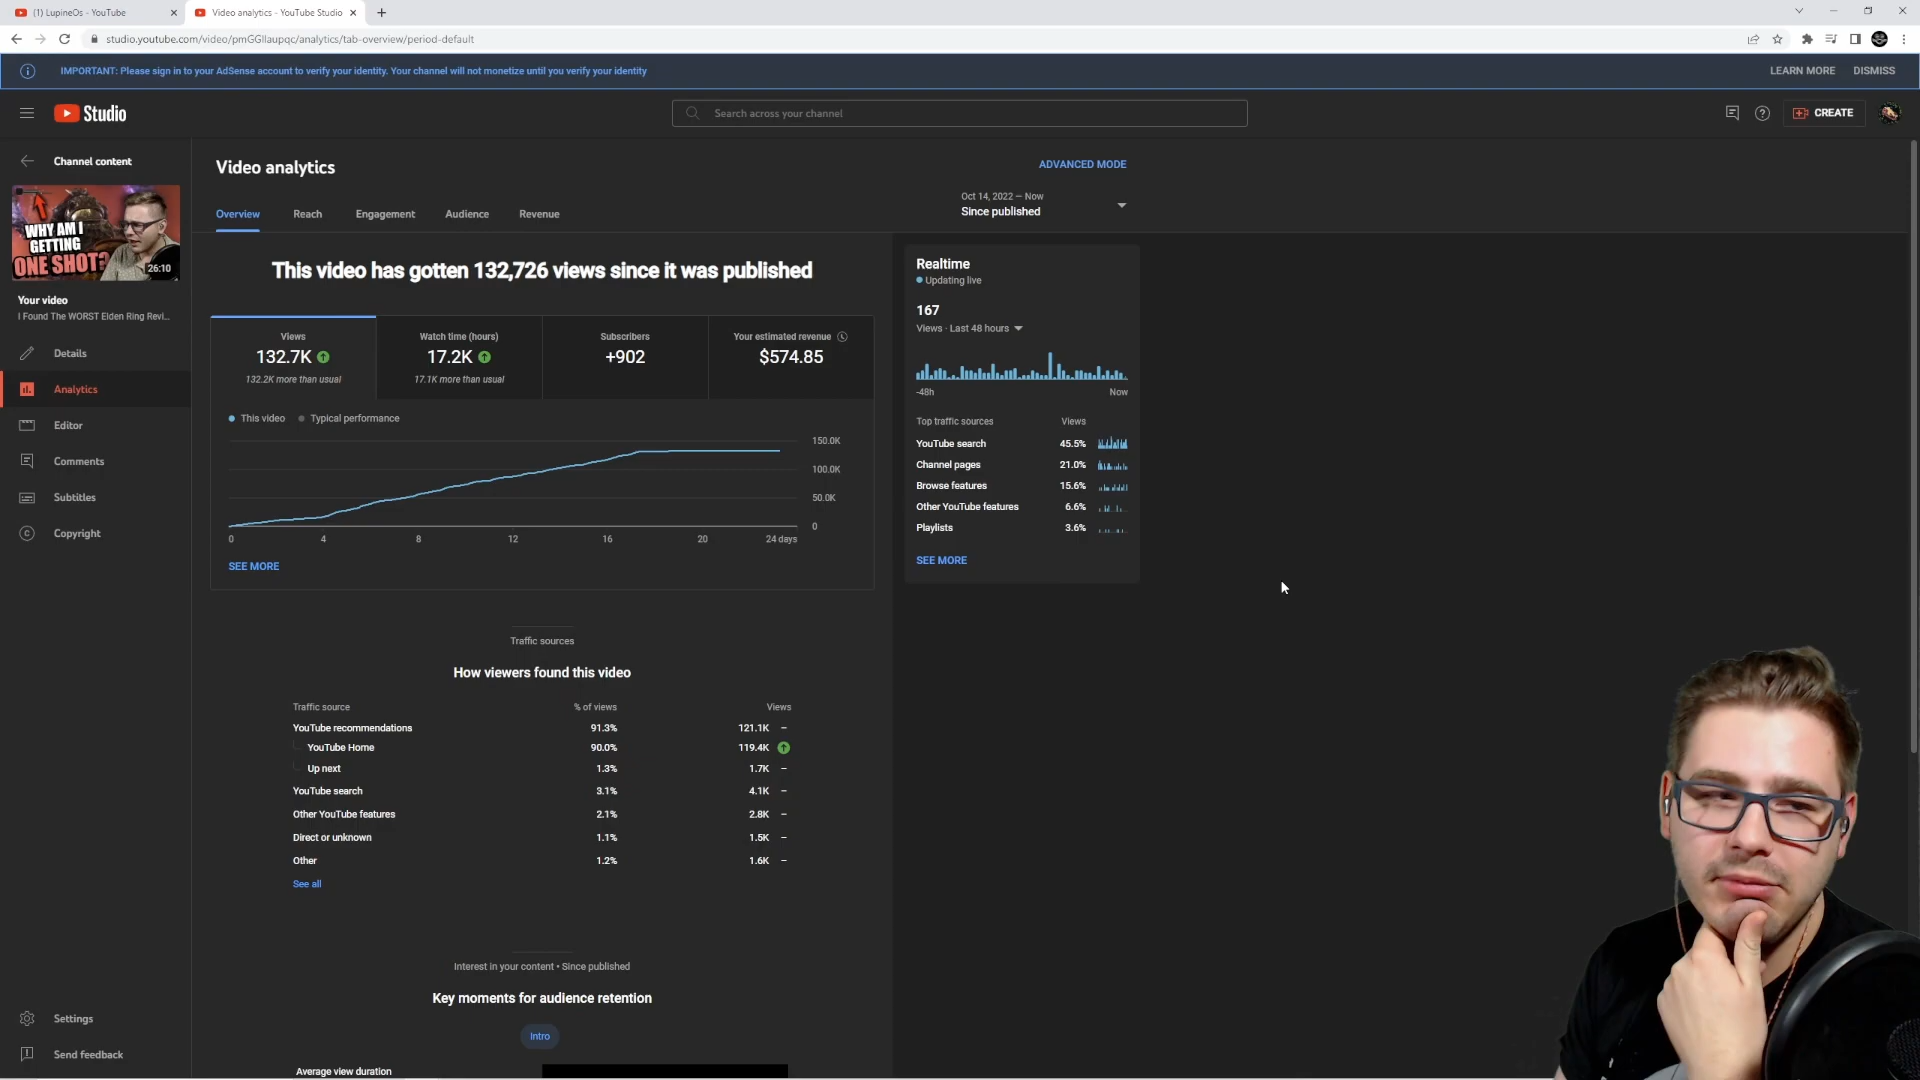 (1) LupineOs - YouTube
Video analytics - YouTube Studio
studio.youtube.com/video/pmGGIlaupqc/analytics/tab-overview/period-default
IMPORTANT: Please sign in to your AdSense account to verify your identity. Your channel will not monetize until you verify your identity
LEARN MORE
DISMISS
Studio
Search across your channel
CREATE
Channel content
WHY AM I
GETTING
ONE SHOT?
26:10
Your video
I Found The WORST Elden Ring Revi...
Details
Analytics
Editor
Comments
Subtitles
Copyright
Settings
Send feedback
Video analytics
ADVANCED MODE
Overview
Reach
Engagement
Audience
Revenue
Oct 14, 2022 – Now
Since published
This video has gotten 132,726 views since it was published
Views
132.7K
132.2K more than usual
Watch time (hours)
17.2K
17.1K more than usual
Subscribers
+902
Your estimated revenue
$574.85
This video
Typical performance
150.0K
100.0K
50.0K
0
0 4 8 12 16 20 24 days
SEE MORE
Realtime
Updating live
167
Views · Last 48 hours
-48h
Now
Top traffic sources Views
YouTube search 45.5%
Channel pages 21.0%
Browse features 15.6%
Other YouTube features 6.6%
Playlists 3.6%
SEE MORE
Traffic sources
How viewers found this video
Traffic source % of views Views
YouTube recommendations 91.3% 121.1K –
YouTube Home 90.0% 119.4K
Up next 1.3% 1.7K –
YouTube search 3.1% 4.1K –
Other YouTube features 2.1% 2.8K –
Direct or unknown 1.1% 1.5K –
Other 1.2% 1.6K –
See all
Interest in your content • Since published
Key moments for audience retention
Intro
Average view duration